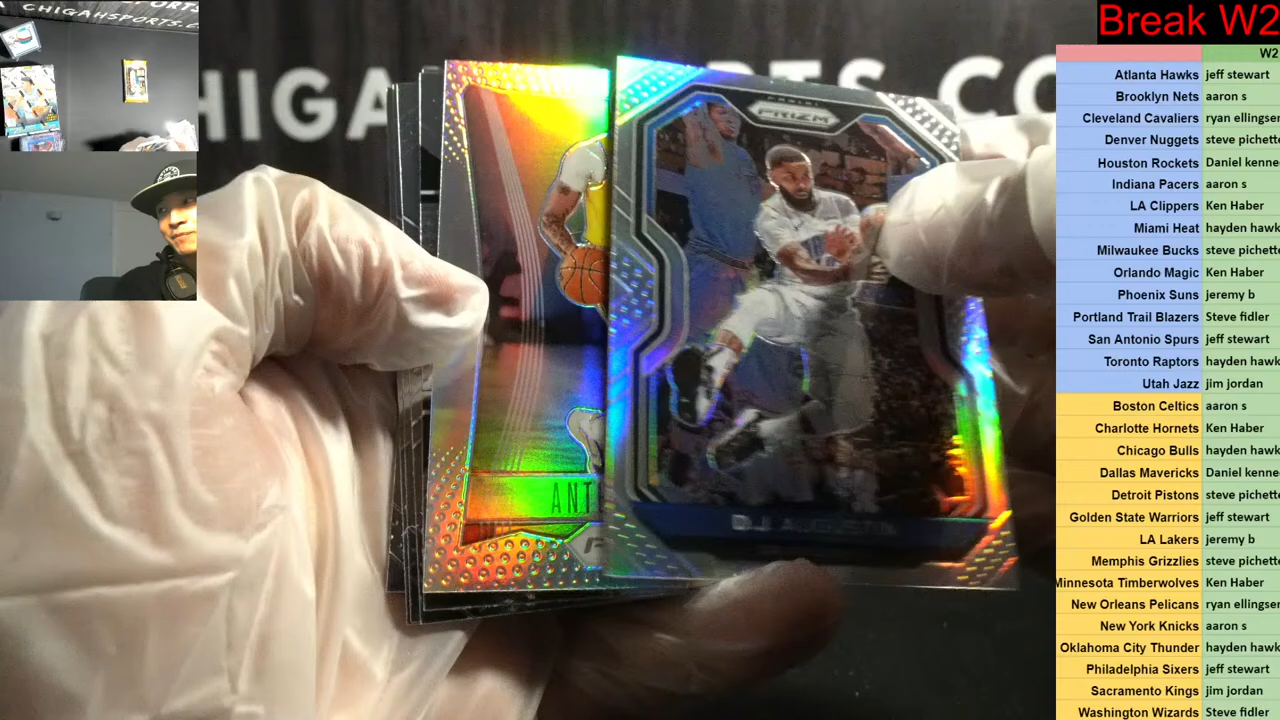 Break W2
CHIGAHSPORTS.C
HIGA
RTS.CO
W2
Atlanta Hawks jeff stewart
Brooklyn Nets aaron s
Cleveland Cavaliers ryan ellingser
Denver Nuggets steve pichette
Houston Rockets Daniel kenne
Indiana Pacers aaron s
LA Clippers Ken Haber
Miami Heat hayden hawk
Milwaukee Bucks steve pichette
Orlando Magic Ken Haber
Phoenix Suns jeremy b
Portland Trail Blazers Steve fidler
San Antonio Spurs jeff stewart
Toronto Raptors hayden hawk
Utah Jazz jim jordan
Boston Celtics aaron s
Charlotte Hornets Ken Haber
Chicago Bulls hayden hawk
Dallas Mavericks Daniel kenne
Detroit Pistons steve pichette
Golden State Warriors jeff stewart
LA Lakers jeremy b
Memphis Grizzlies steve pichette
Minnesota Timberwolves Ken Haber
New Orleans Pelicans ryan ellingser
New York Knicks aaron s
Oklahoma City Thunder hayden hawk
Philadelphia Sixers jeff stewart
Sacramento Kings jim jordan
Washington Wizards Steve fidler
PANINI
PRIZM
ANT
D.J. AUGUSTIN